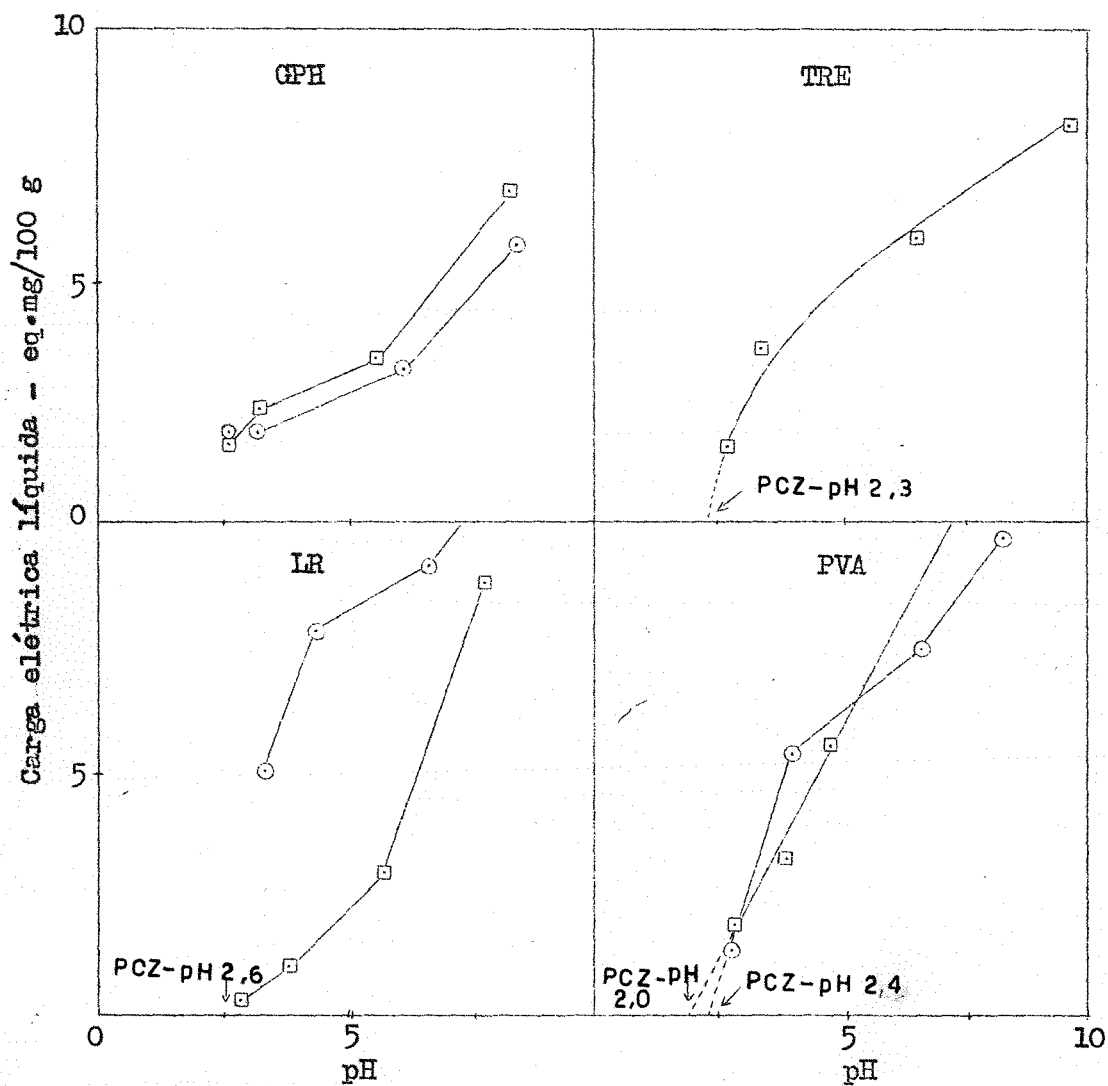 10
GPH
TRE
5
PCZ-pH 2,3
0
LR
PVA
5
PCZ-pH 2,6
PCZ-pH
2,0
PCZ-pH 2,4
0
5
5
10
pH
pH
Carga elétrica líquida - eq.mg/100 g